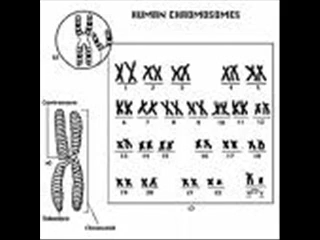 HUMAN CHROMOSOMES
1 2 3 4 5
6 7 8 9 10 11 12
13 14 15 16 17 18
19 20 21 22
Centromere
Telomere
Chromatid